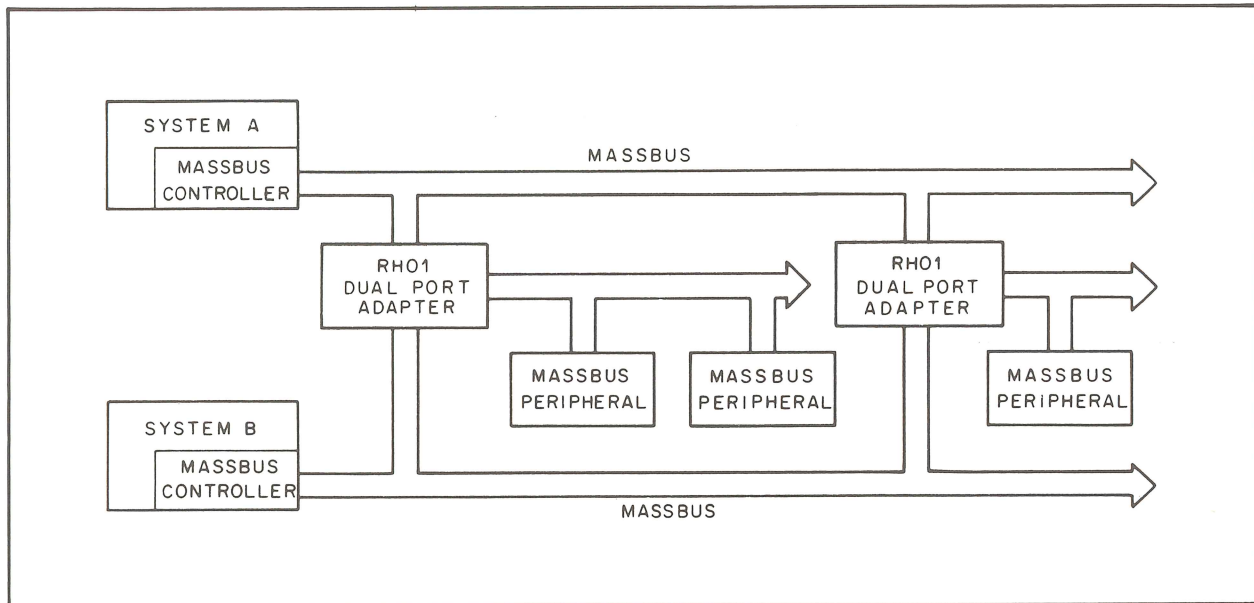 SYSTEM A
MASSBUS
CONTROLLER
MASSBUS
RH01
DUAL PORT
ADAPTER
RH01
DUAL PORT
ADAPTER
MASSBUS
PERIPHERAL
MASSBUS
PERIPHERAL
MASSBUS
PERIPHERAL
SYSTEM B
MASSBUS
CONTROLLER
MASSBUS